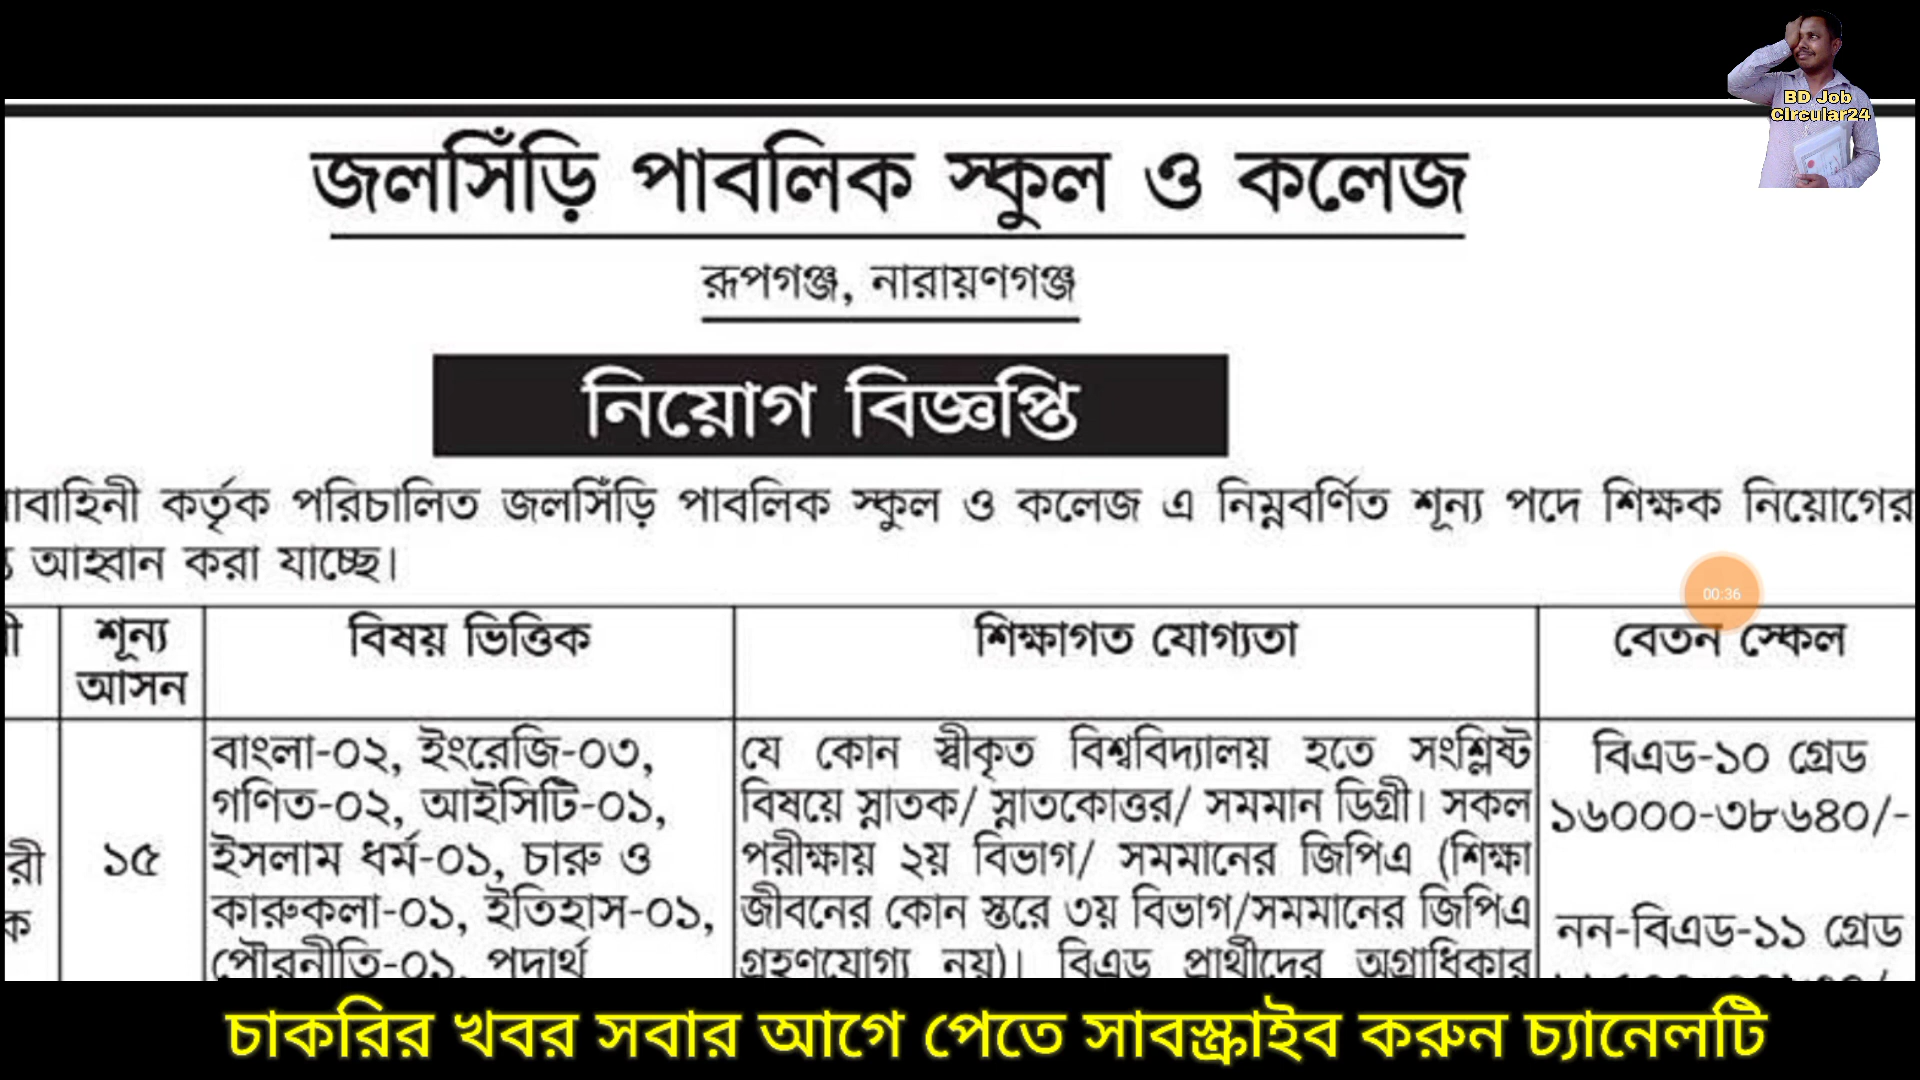 BD Job
Circular24
জলসিঁড়ি পাবলিক স্কুল ও কলেজ
রূপগঞ্জ, নারায়ণগঞ্জ
নিয়োগ বিজ্ঞপ্তি
াবাহিনী কর্তৃক পরিচালিত জলসিঁড়ি পাবলিক স্কুল ও কলেজ এ নিম্নবর্ণিত শূন্য পদে শিক্ষক নিয়োগের
আহ্বান করা যাচ্ছে।
00:36
ী শূন্য আসন বিষয় ভিত্তিক শিক্ষাগত যোগ্যতা বেতন স্কেল
রী
ক
১৫
বাংলা-০২, ইংরেজি-০৩,
গণিত-০২, আইসিটি-০১,
ইসলাম ধর্ম-০১, চারু ও
কারুকলা-০১, ইতিহাস-০১,
পৌরনীতি-০১, পদার্থ
যে কোন স্বীকৃত বিশ্ববিদ্যালয় হতে সংশ্লিষ্ট
বিষয়ে স্নাতক/ স্নাতকোত্তর/ সমমান ডিগ্রী। সকল
পরীক্ষায় ২য় বিভাগ/ সমমানের জিপিএ (শিক্ষা
জীবনের কোন স্তরে ৩য় বিভাগ/সমমানের জিপিএ
গ্রহণযোগ্য নয়)। বিএড প্রার্থীদের অগ্রাধিকার
বিএড-১০ গ্রেড
১৬০০০-৩৮৬৪০/-
নন-বিএড-১১ গ্রেড
চাকরির খবর সবার আগে পেতে সাবস্ক্রাইব করুন চ্যানেলটি